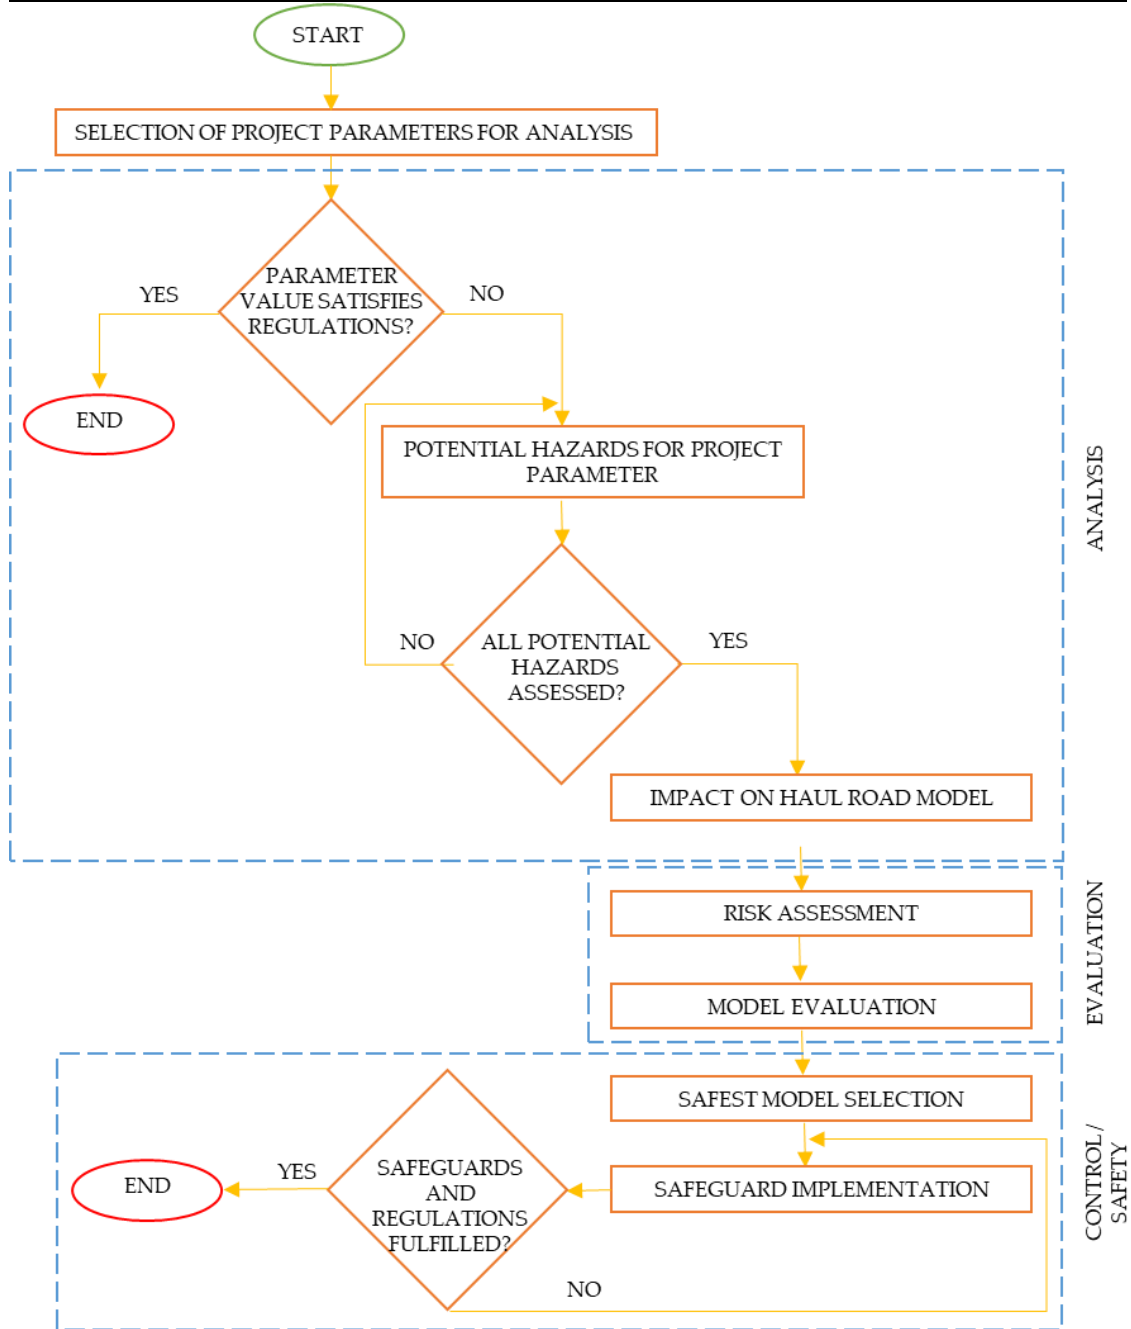 START
SELECTION OF PROJECT PARAMETERS FOR ANALYSIS
PARAMETER
VALUE SATISFIES
REGULATIONS?
YES
NO
END
POTENTIAL HAZARDS FOR PROJECT
PARAMETER
ALL POTENTIAL
HAZARDS
ASSESSED?
NO
YES
IMPACT ON HAUL ROAD MODEL
ANALYSIS
RISK ASSESSMENT
MODEL EVALUATION
EVALUATION
SAFEST MODEL SELECTION
SAFEGUARD IMPLEMENTATION
SAFEGUARDS
AND
REGULATIONS
FULFILLED?
YES
END
NO
CONTROL /
SAFETY